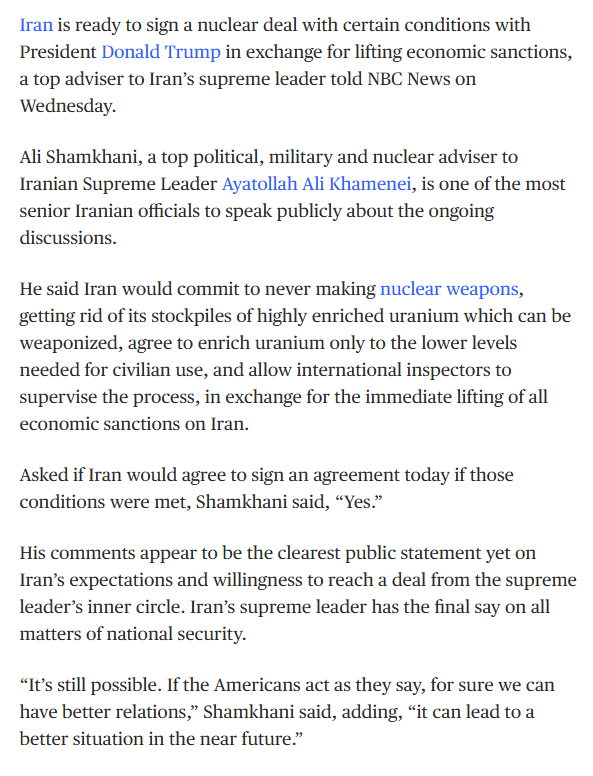 Iran is ready to sign a nuclear deal with certain conditions with
President Donald Trump in exchange for lifting economic sanctions,
a top adviser to Iran’s supreme leader told NBC News on
Wednesday.
Ali Shamkhani, a top political, military and nuclear adviser to
Iranian Supreme Leader Ayatollah Ali Khamenei, is one of the most
senior Iranian officials to speak publicly about the ongoing
discussions.
He said Iran would commit to never making nuclear weapons,
getting rid of its stockpiles of highly enriched uranium which can be
weaponized, agree to enrich uranium only to the lower levels
needed for civilian use, and allow international inspectors to
supervise the process, in exchange for the immediate lifting of all
economic sanctions on Iran.
Asked if Iran would agree to sign an agreement today if those
conditions were met, Shamkhani said, “Yes.”
His comments appear to be the clearest public statement yet on
Iran’s expectations and willingness to reach a deal from the supreme
leader’s inner circle. Iran’s supreme leader has the final say on all
matters of national security.
“It’s still possible. If the Americans act as they say, for sure we can
have better relations,” Shamkhani said, adding, “it can lead to a
better situation in the near future.”